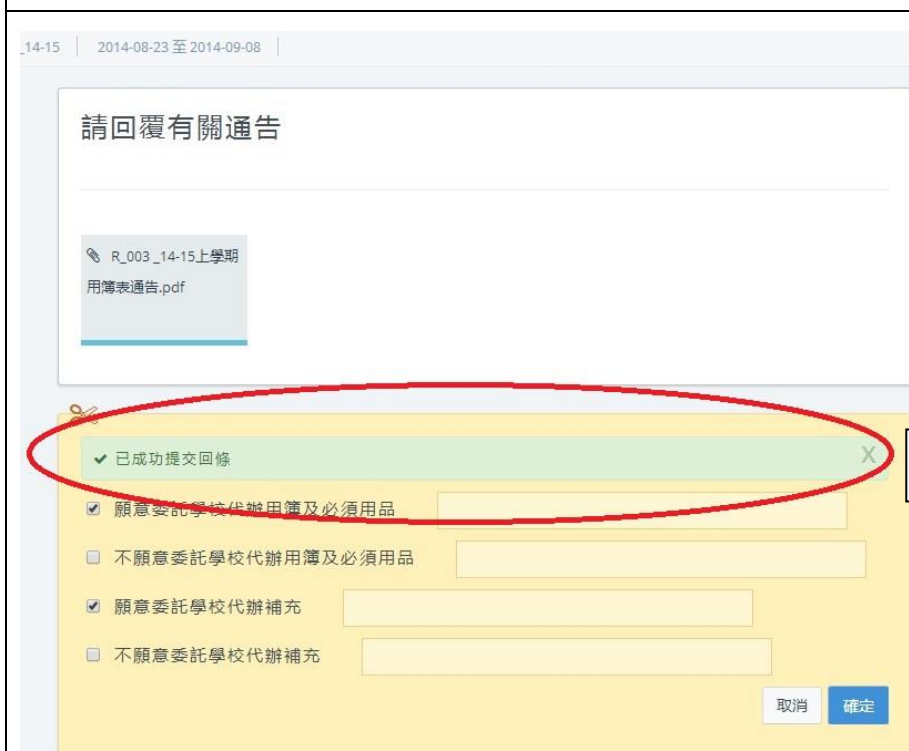 _14-15 2014-08-23 至 2014-09-08
請回覆有關通告
R_003 _14-15上學期
用簿表通告.pdf
已成功提交回條
X
願意委託學校代辦用簿及必須用品
不願意委託學校代辦用簿及必須用品
願意委託學校代辦補充
不願意委託學校代辦補充
取消 確定